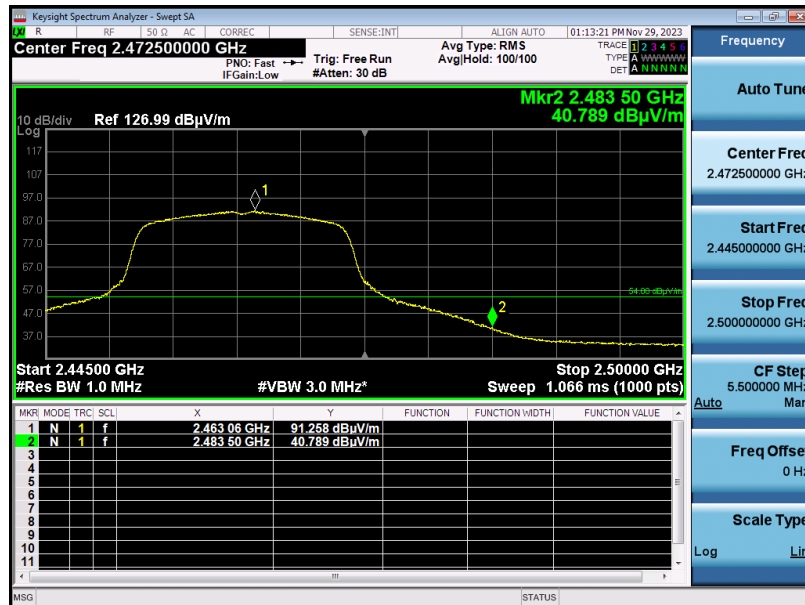 Keysight Spectrum Analyzer - Swept SA
LXI R RF 50 Ω AC CORREC SENSE:INT ALIGN AUTO 01:13:21 PM Nov 29, 2023
Center Freq 2.472500000 GHz
PNO: Fast
IFGain:Low
Trig: Free Run
#Atten: 30 dB
Avg Type: RMS
Avg|Hold: 100/100
TRACE 1 2 3 4 5 6
TYPE A WWWWW
DET A N N N N N
Mkr2 2.483 50 GHz
40.789 dBµV/m
10 dB/div Ref 126.99 dBµV/m
Log
117
107
97.0
87.0
77.0
67.0
57.0
47.0
37.0
1
2
54.00 dBµV/m
Start 2.44500 GHz Stop 2.50000 GHz
#Res BW 1.0 MHz #VBW 3.0 MHz* Sweep 1.066 ms (1000 pts)
MKR MODE TRC SCL X Y FUNCTION FUNCTION WIDTH FUNCTION VALUE
1 N 1 f 2.463 06 GHz 91.258 dBµV/m
2 N 1 f 2.483 50 GHz 40.789 dBµV/m
3
4
5
6
7
8
9
10
11
MSG STATUS
Frequency
Auto Tune
Center Freq
2.472500000 GHz
Start Freq
2.445000000 GHz
Stop Freq
2.500000000 GHz
CF Step
5.500000 MHz
Auto Man
Freq Offset
0 Hz
Scale Type
Log Lin